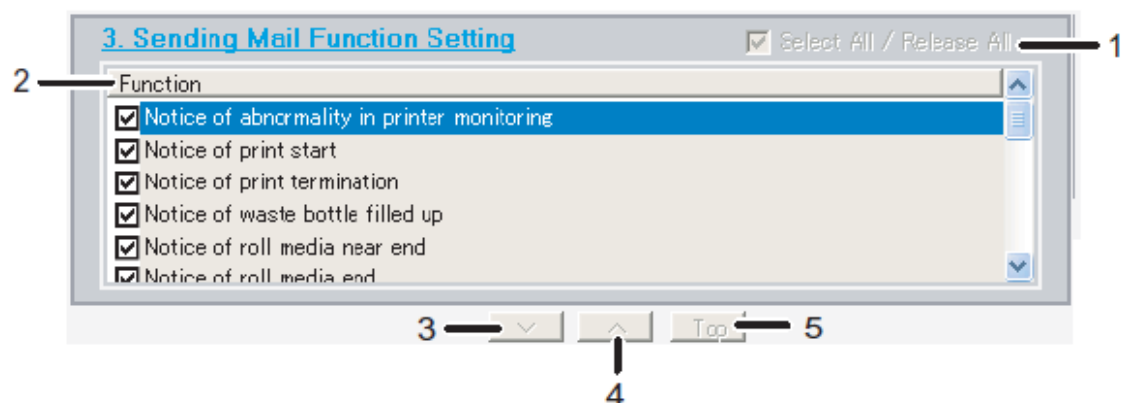 3. Sending Mail Function Setting
Select All / Release All
1
2
Function
Notice of abnormality in printer monitoring
Notice of print start
Notice of print termination
Notice of waste bottle filled up
Notice of roll media near end
Notice of roll media end
3
Top
5
4